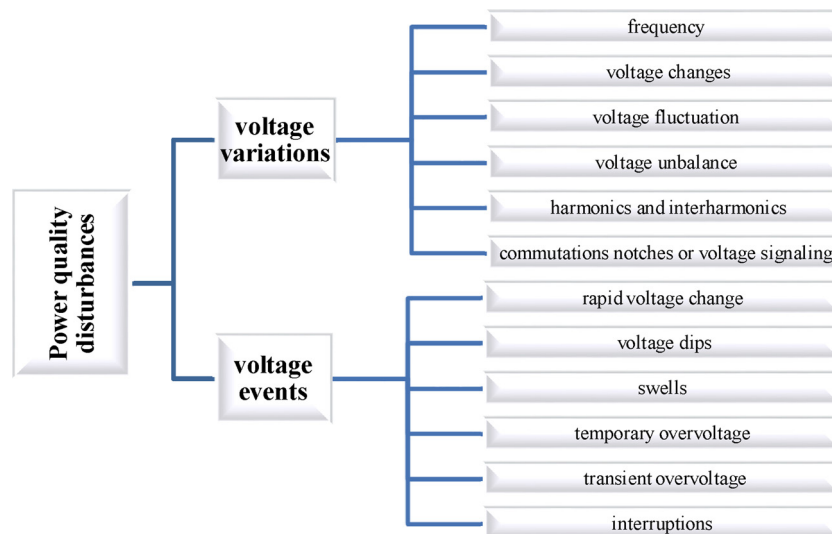 Power quality
disturbances
voltage
variations
frequency
voltage changes
voltage fluctuation
voltage unbalance
harmonics and interharmonics
commutations notches or voltage signaling
voltage
events
rapid voltage change
voltage dips
swells
temporary overvoltage
transient overvoltage
interruptions